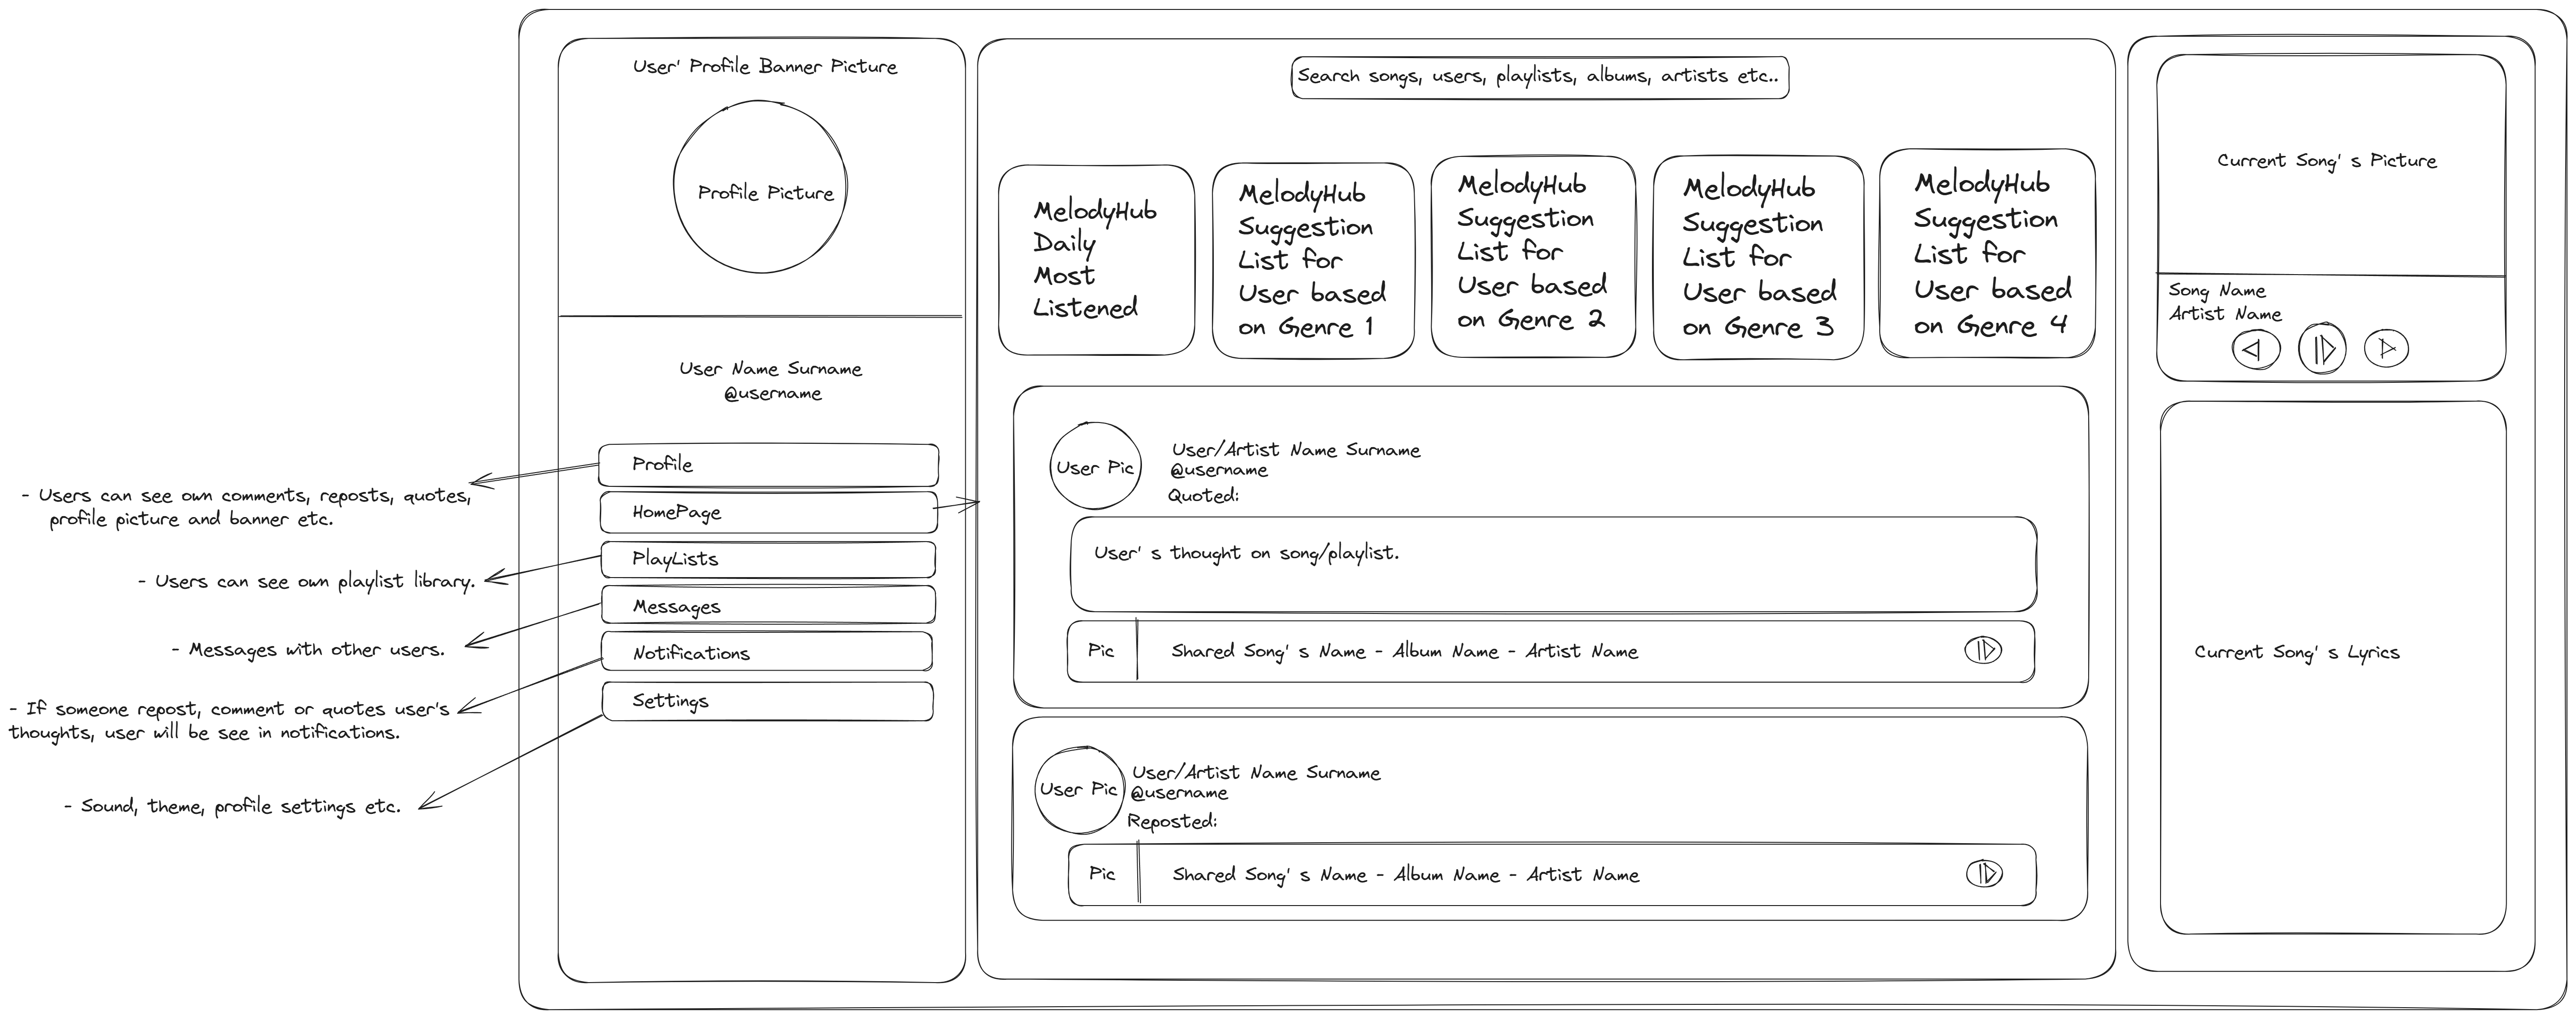 User' Profile Banner Picture
Profile Picture
User Name Surname
@username
Profile
HomePage
PlayLists
Messages
Notifications
Settings
- Users can see own comments, reposts, quotes,
profile picture and banner etc.
- Users can see own playlist library.
- Messages with other users.
- If someone repost, comment or quotes user's
thoughts, user will be see in notifications.
- Sound, theme, profile settings etc.
Search songs, users, playlists, albums, artists etc..
MelodyHub
Daily
Most
Listened
MelodyHub
Suggestion
List for
User based
on Genre 1
MelodyHub
Suggestion
List for
User based
on Genre 2
MelodyHub
Suggestion
List for
User based
on Genre 3
MelodyHub
Suggestion
List for
User based
on Genre 4
User Pic
User/Artist Name Surname
@username
Quoted:
User' s thought on song/playlist.
Pic
Shared Song' s Name - Album Name - Artist Name
User Pic
User/Artist Name Surname
@username
Reposted:
Pic
Shared Song' s Name - Album Name - Artist Name
Current Song' s Picture
Song Name
Artist Name
Current Song' s Lyrics